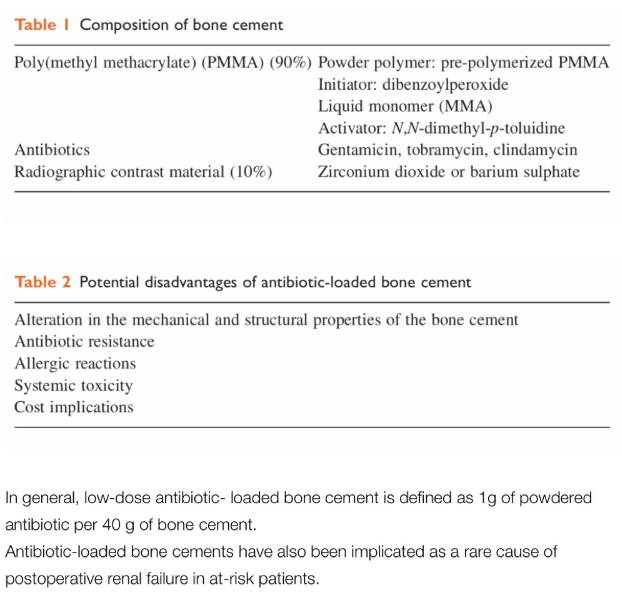 Table 1 Composition of bone cement
Poly(methyl methacrylate) (PMMA) (90%) Powder polymer: pre-polymerized PMMA
Initiator: dibenzoylperoxide
Liquid monomer (MMA)
Activator: N,N-dimethyl-p-toluidine
Antibiotics Gentamicin, tobramycin, clindamycin
Radiographic contrast material (10%) Zirconium dioxide or barium sulphate
Table 2 Potential disadvantages of antibiotic-loaded bone cement
Alteration in the mechanical and structural properties of the bone cement
Antibiotic resistance
Allergic reactions
Systemic toxicity
Cost implications
In general, low-dose antibiotic- loaded bone cement is defined as 1g of powdered
antibiotic per 40 g of bone cement.
Antibiotic-loaded bone cements have also been implicated as a rare cause of
postoperative renal failure in at-risk patients.